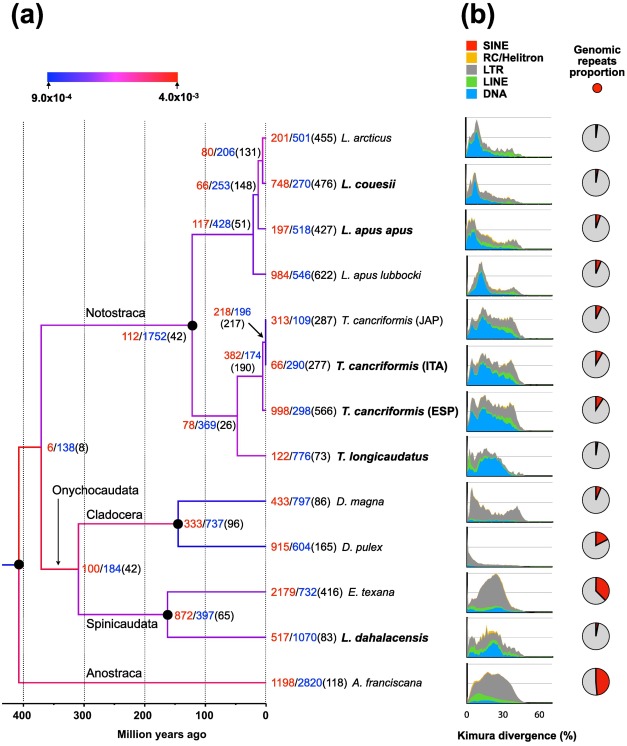 (a)
(b)
SINE
RC/Helitron
LTR
LINE
DNA
Genomic
repeats
proportion
9.0x10-4
4.0x10-3
201/501(455) L. arcticus
80/206(131)
748/270(476) L. couesii
66/253(148)
197/518(427) L. apus apus
117/428(51)
984/546(622) L. apus lubbocki
Notostraca
218/196
(217)
313/109(287) T. cancriformis (JAP)
112/1752(42)
382/174
(190)
66/290(277) T. cancriformis (ITA)
998/298(566) T. cancriformis (ESP)
78/369(26)
6/138(8)
122/776(73) T. longicaudatus
Onychocaudata
433/797(86) D. magna
Cladocera
333/737(96)
915/604(165) D. pulex
100/184(42)
2179/732(416) E. texana
872/397(65)
Spinicaudata
517/1070(83) L. dahalacensis
Anostraca
1198/2820(118) A. franciscana
400 300 200 100 0
Million years ago
0 30 60
Kimura divergence (%)